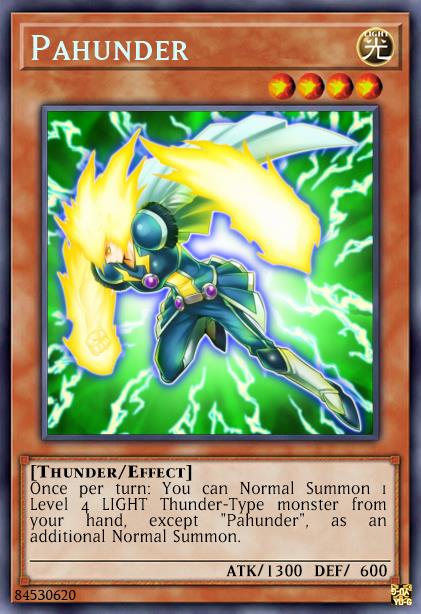 PAHUNDER
LIGHT
光
[THUNDER/EFFECT]
Once per turn: You can Normal Summon 1
Level 4 LIGHT Thunder-Type monster from
your hand, except "Pahunder", as an
additional Normal Summon.
ATK/1300 DEF/ 600
84530620